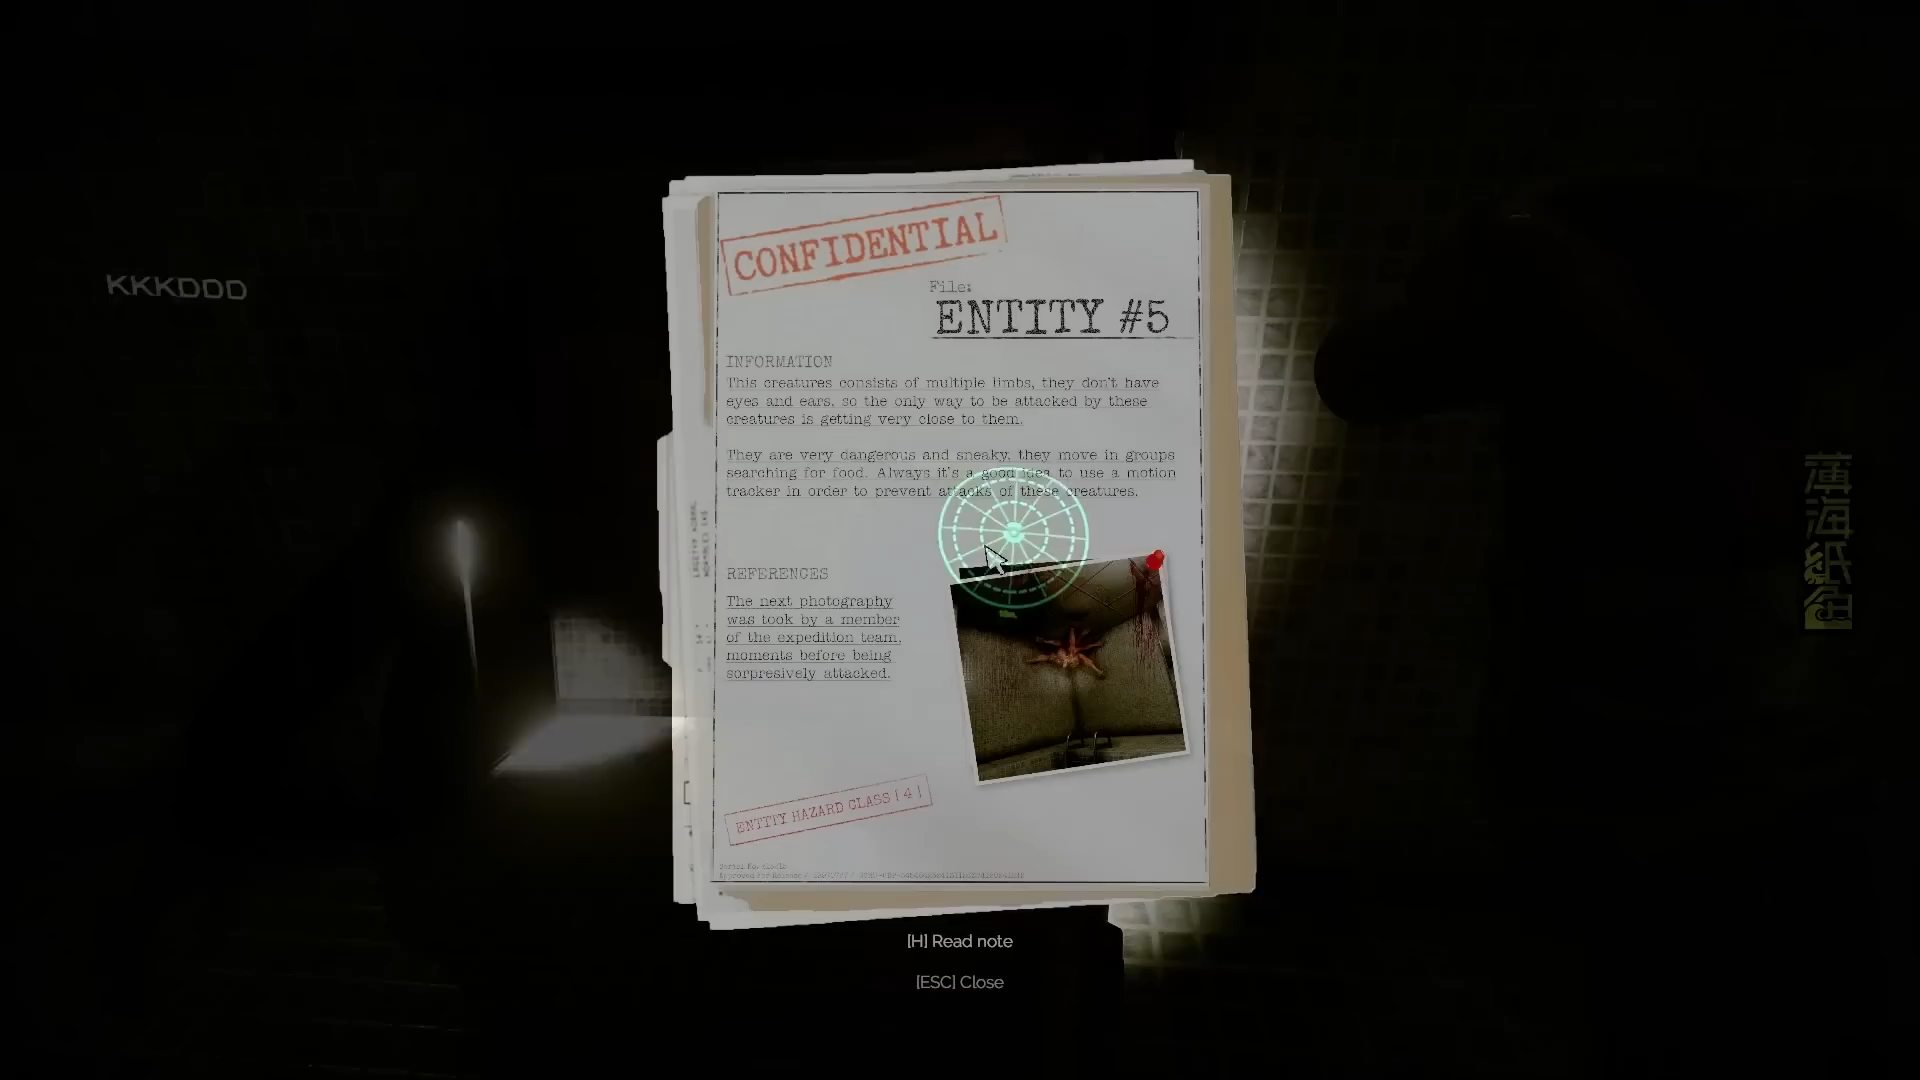 CONFIDENTIAL
KKKDDD
File:
ENTITY #5
INFORMATION
This creatures consists of multiple limbs, they don't have
eyes and ears, so the only way to be attacked by these
creatures is getting very close to them.
They are very dangerous and sneaky, they move in groups
searching for food. Always it's a good idea to use a motion
tracker in order to prevent attacks of these creatures.
REFERENCES
The next photography
was took by a member
of the expedition team,
moments before being
sorpresively attacked.
ENTITY HAZARD CLASS [4]
薄海纸鱼
[H] Read note
[ESC] Close